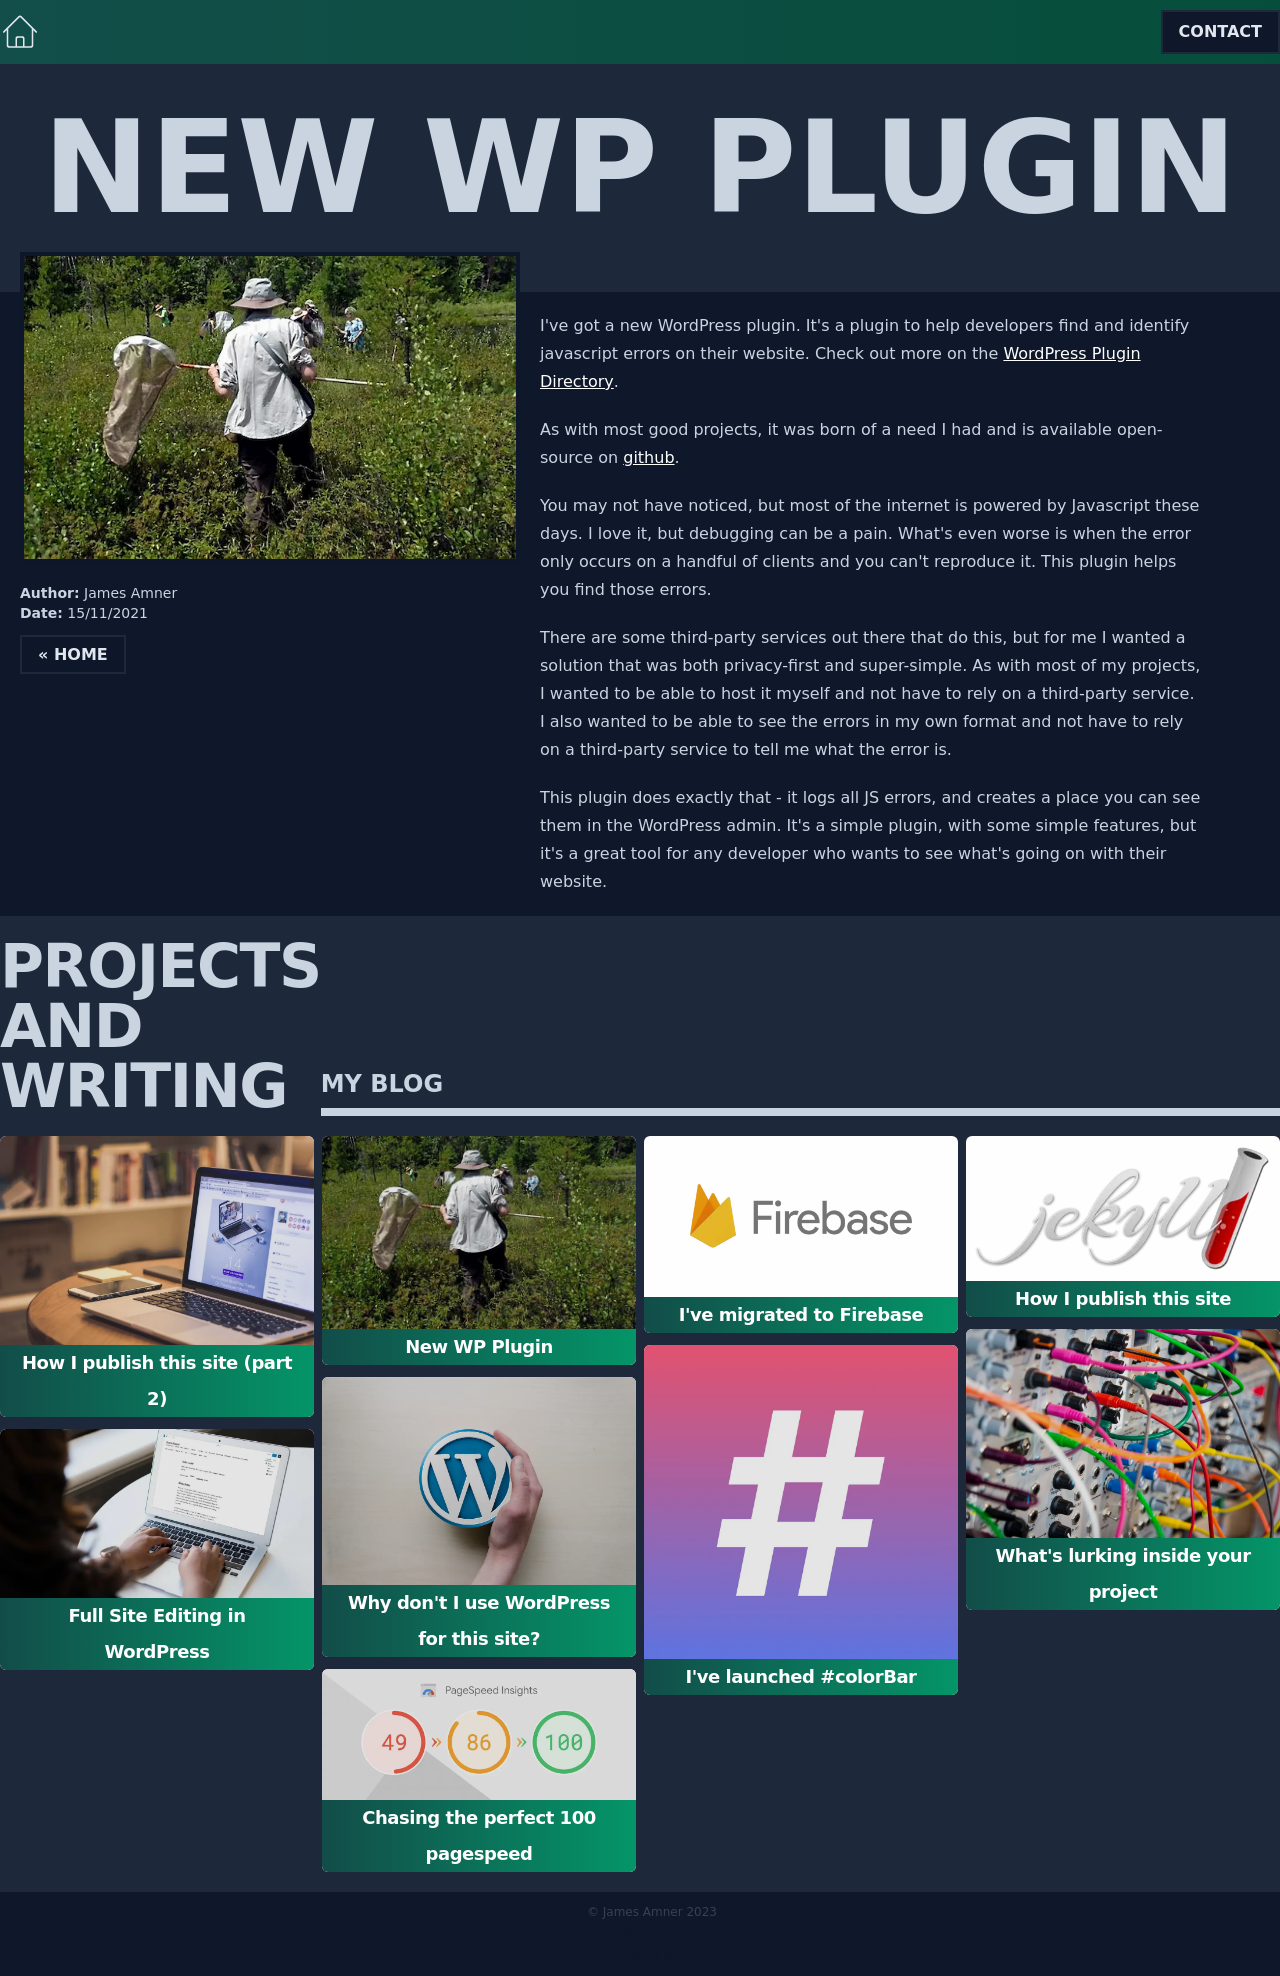 CONTACT
NEW WP PLUGIN
I've got a new WordPress plugin. It's a plugin to help developers find and identify
javascript errors on their website. Check out more on the WordPress Plugin
Directory.
As with most good projects, it was born of a need I had and is available open-
source on github.
You may not have noticed, but most of the internet is powered by Javascript these
days. I love it, but debugging can be a pain. What's even worse is when the error
only occurs on a handful of clients and you can't reproduce it. This plugin helps
you find those errors.
There are some third-party services out there that do this, but for me I wanted a
solution that was both privacy-first and super-simple. As with most of my projects,
I wanted to be able to host it myself and not have to rely on a third-party service.
I also wanted to be able to see the errors in my own format and not have to rely
on a third-party service to tell me what the error is.
This plugin does exactly that - it logs all JS errors, and creates a place you can see
them in the WordPress admin. It's a simple plugin, with some simple features, but
it's a great tool for any developer who wants to see what's going on with their
website.
Author: James Amner
Date: 15/11/2021
« HOME
PROJECTS
AND
WRITING
MY BLOG
How I publish this site (part
2)
Full Site Editing in
WordPress
New WP Plugin
W
Why don't I use WordPress
for this site?
PageSpeed Insights
49 » 86 » 100
Chasing the perfect 100
pagespeed
Firebase
I've migrated to Firebase
#
I've launched #colorBar
jekyll
How I publish this site
What's lurking inside your
project
© James Amner 2023